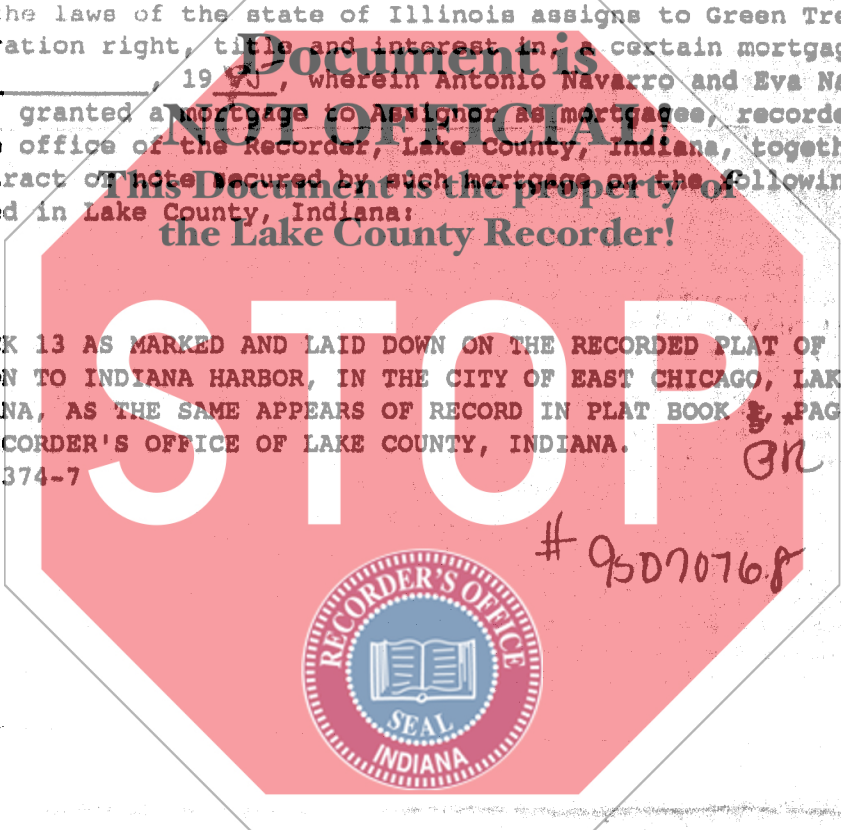 the laws of the state of Illinois assigns to Green Tre
ration right, title and interest in, a certain mortgag
, 19 95, wherein Antonio Navarro and Eva Na
granted a mortgage to Assignor as mortgagee, recorde
office of the Recorder, Lake County, Indiana, togeth
ract or note secured by such mortgage on the followin
d in Lake County, Indiana:
Document is
NOT OFFICIAL!
This Document is the property of
the Lake County Recorder!
STOP
K 13 AS MARKED AND LAID DOWN ON THE RECORDED PLAT OF
N TO INDIANA HARBOR, IN THE CITY OF EAST CHICAGO, LAK
NA, AS THE SAME APPEARS OF RECORD IN PLAT BOOK 5, *PAG
CORDER'S OFFICE OF LAKE COUNTY, INDIANA.
374-7
# 95070768
RECORDER'S OFFICE
SEAL
INDIANA